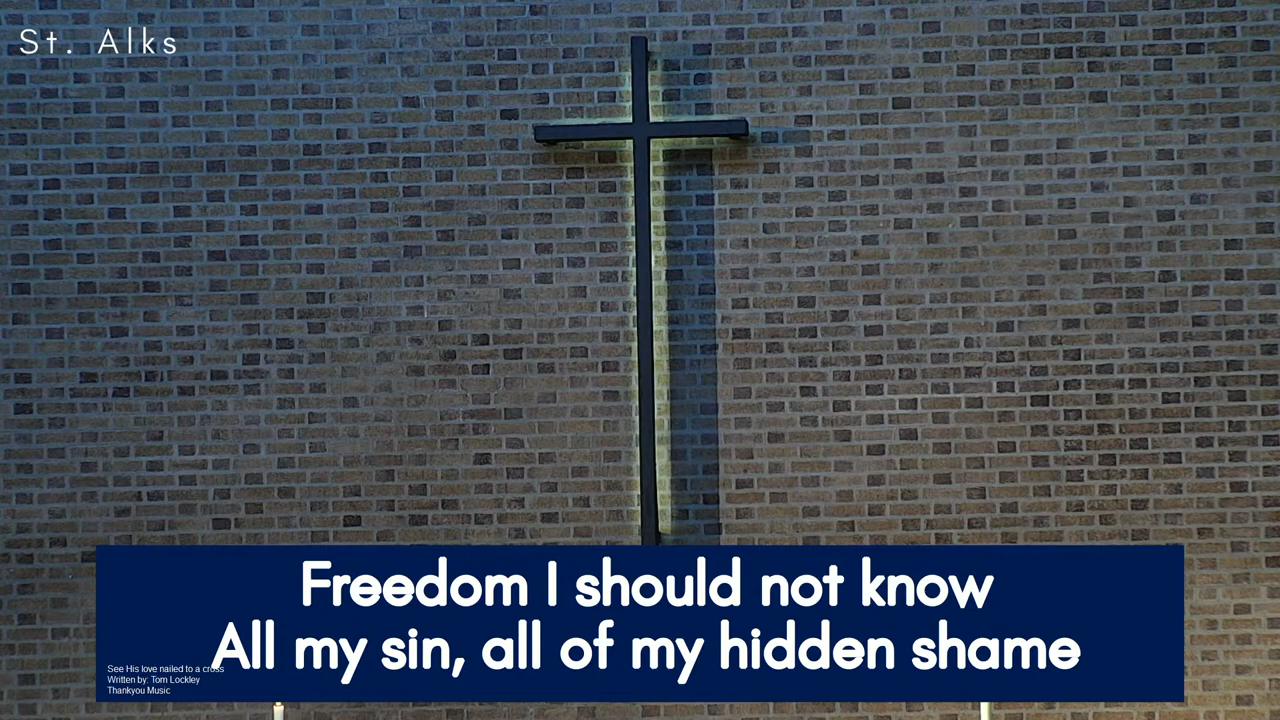 St. Alks
Freedom I should not know
All my sin, all of my hidden shame
See His love nailed to a cross
Written by: Tom Lockley
Thankyou Music